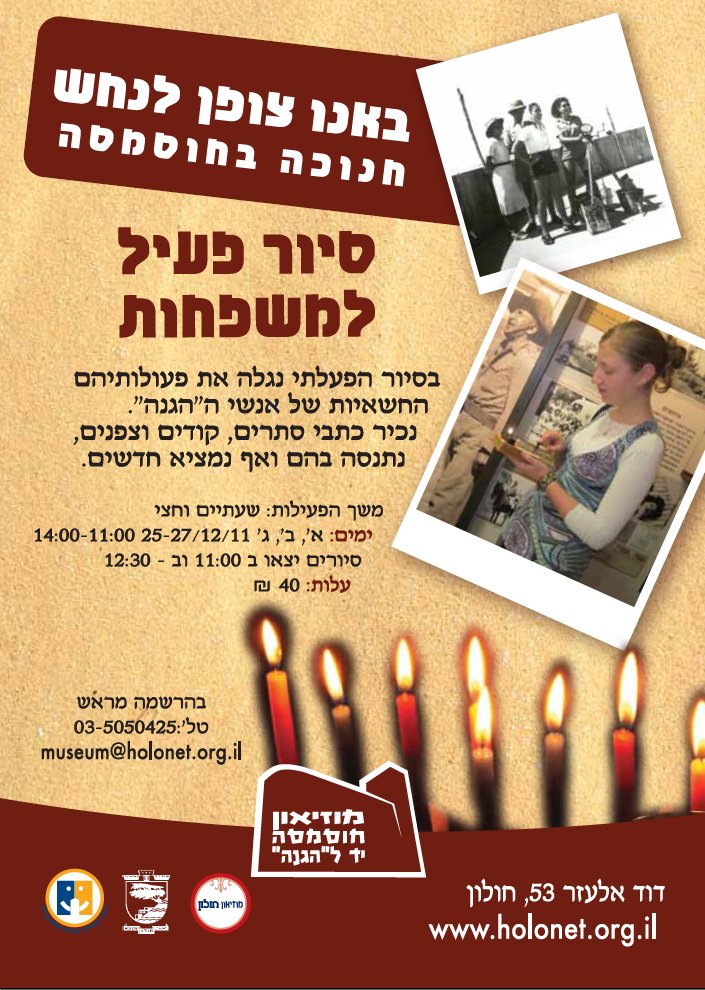 באנו צופן לנחש
חנוכה בחוסמסה
סיור פעיל
למשפחות
בסיור הפעלתי נגלה את פעולותיהם
החשאיות של אנשי ה"הגנה".
נכיר כתבי סתרים, קודים וצפנים,
נתנסה בהם ואף נמציא חדשים.
משך הפעילות: שעתיים וחצי
ימים: א', ב', ג' 25-27/12/11 14:00-11:00
סיורים יצאו ב 11:00 וב - 12:30
עלות: 40 ₪
בהרשמה מראש
טל':03-5050425
museum@holonet.org.il
מוזיאון
חוסמסה
יד ל"הגנה"
מוזיאון חולון
דוד אלעזר 53, חולון
www.holonet.org.il